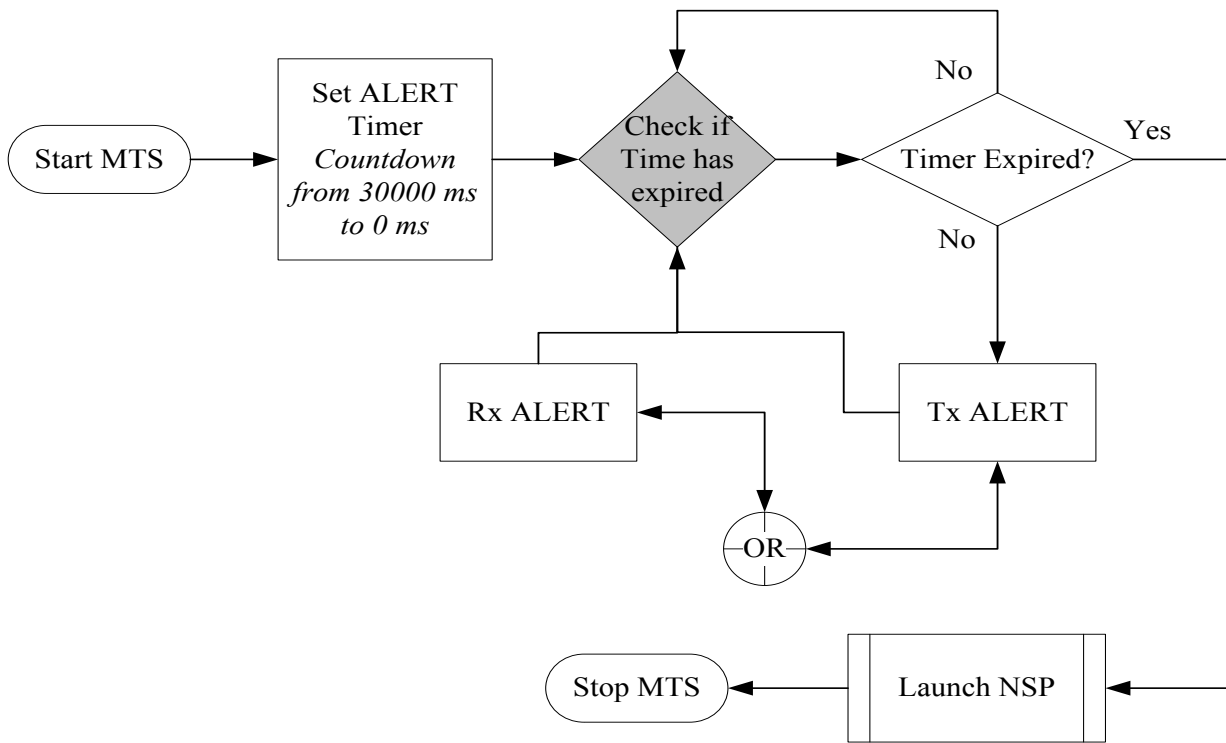 Start MTS
Set ALERT
Timer
Countdown
from 30000 ms
to 0 ms
Check if
Time has
expired
No
Timer Expired?
Yes
No
Rx ALERT
Tx ALERT
OR
Stop MTS
Launch NSP